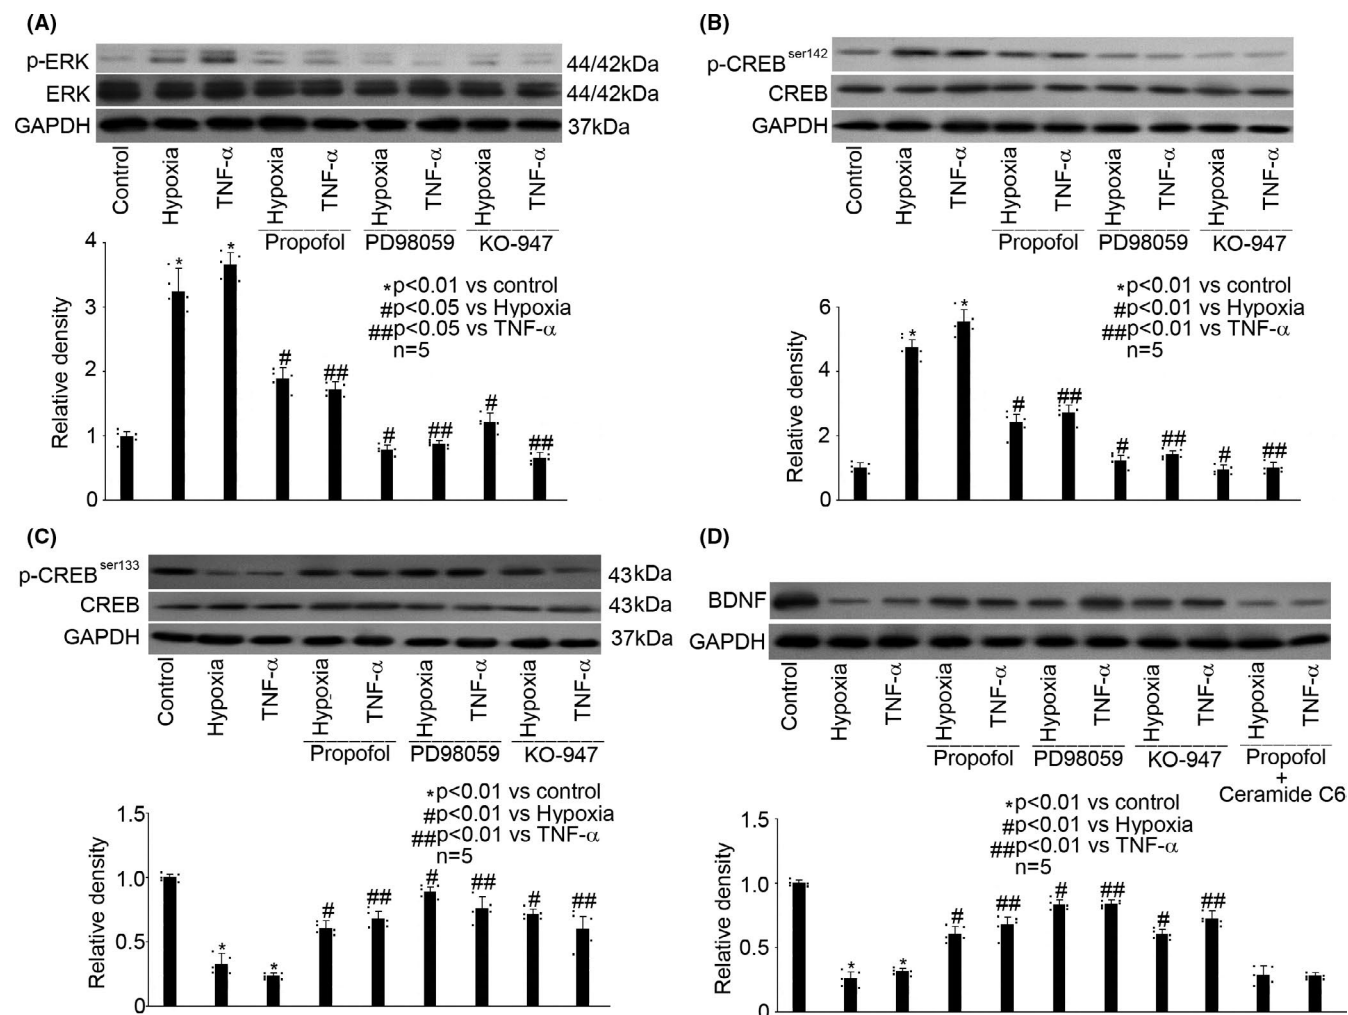 (A)
p-ERK 44/42kDa
ERK 44/42kDa
GAPDH 37kDa
Control Hypoxia TNF-α Hypoxia TNF-α Hypoxia TNF-α Hypoxia TNF-α
Propofol PD98059 KO-947
*p<0.01 vs control
#p<0.05 vs Hypoxia
##p<0.05 vs TNF-α
n=5
Relative density
4
3
2
1
0
* * # ## # ## # ##
(B)
p-CREBser142
CREB
GAPDH
Control Hypoxia TNF-α Hypoxia TNF-α Hypoxia TNF-α Hypoxia TNF-α
Propofol PD98059 KO-947
*p<0.01 vs control
#p<0.01 vs Hypoxia
##p<0.01 vs TNF-α
n=5
Relative density
6
4
2
0
* * # ## # ## # ##
(C)
p-CREBser133 43kDa
CREB 43kDa
GAPDH 37kDa
Control Hypoxia TNF-α Hypoxia TNF-α Hypoxia TNF-α Hypoxia TNF-α
Propofol PD98059 KO-947
*p<0.01 vs control
#p<0.01 vs Hypoxia
##p<0.01 vs TNF-α
n=5
Relative density
1.5
1.0
0.5
0
* * # ## # ## # ##
(D)
BDNF
GAPDH
Control Hypoxia TNF-α Hypoxia TNF-α Hypoxia TNF-α Hypoxia TNF-α Hypoxia TNF-α
Propofol PD98059 KO-947 Propofol
+
Ceramide C6
*p<0.01 vs control
#p<0.01 vs Hypoxia
##p<0.01 vs TNF-α
n=5
Relative density
1.5
1.0
0.5
0
* * # ## # ## # ##